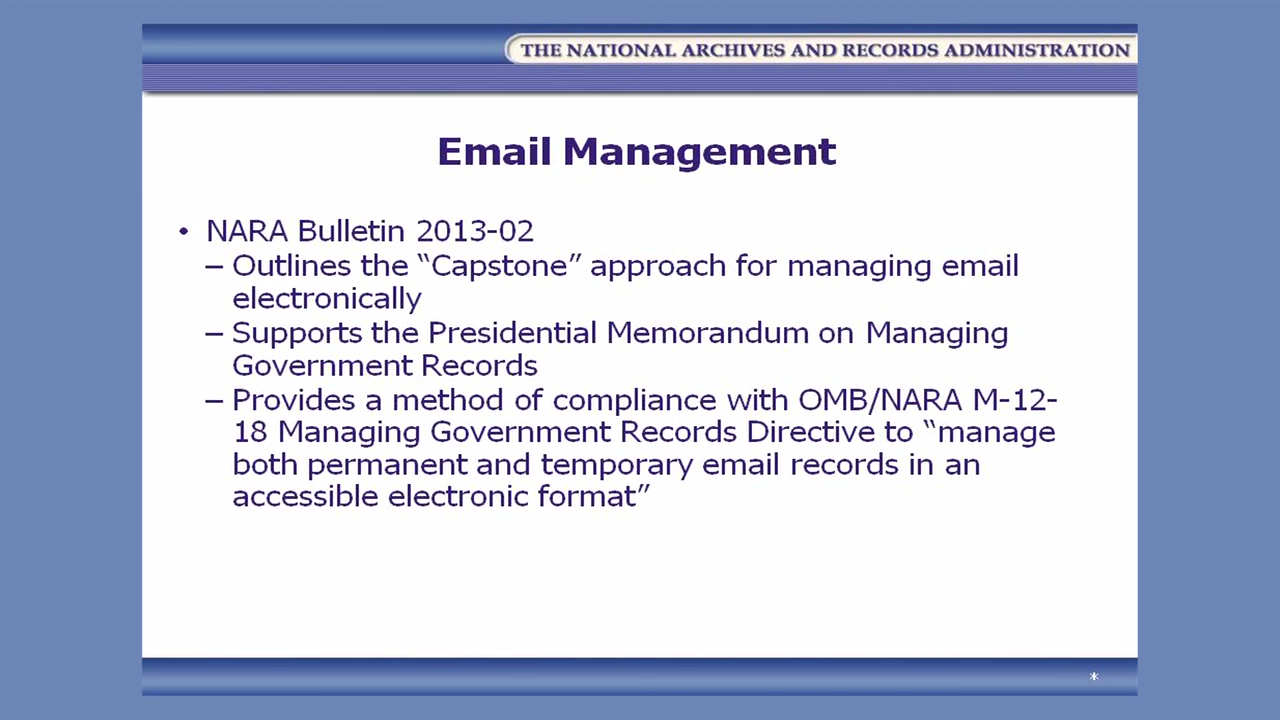 THE NATIONAL ARCHIVES AND RECORDS ADMINISTRATION
Email Management
• NARA Bulletin 2013-02
– Outlines the “Capstone” approach for managing email
electronically
– Supports the Presidential Memorandum on Managing
Government Records
– Provides a method of compliance with OMB/NARA M-12-
18 Managing Government Records Directive to “manage
both permanent and temporary email records in an
accessible electronic format”
*